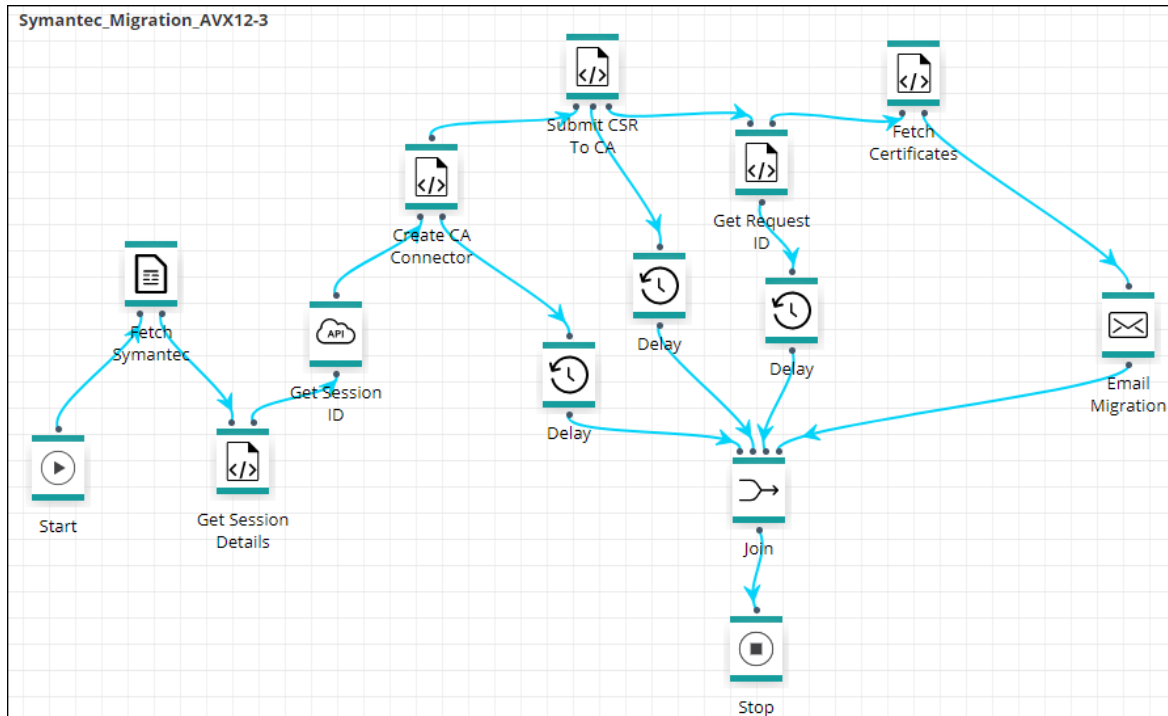 Symantec_Migration_AVX12-3
Submit CSR
To CA
Fetch
Certificates
Create CA
Connector
Get Request
ID
Fetch
Symantec
API
Get Session
ID
Delay
Delay
Delay
Email
Migration
Start
Get Session
Details
Join
Stop